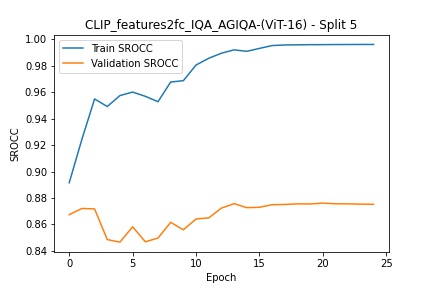 CLIP_features2fc_IQA_AGIQA-(ViT-16) - Split 5
1.00
0.98
0.96
0.94
0.92
0.90
0.88
0.86
0.84
SROCC
Train SROCC
Validation SROCC
0 5 10 15 20 25
Epoch